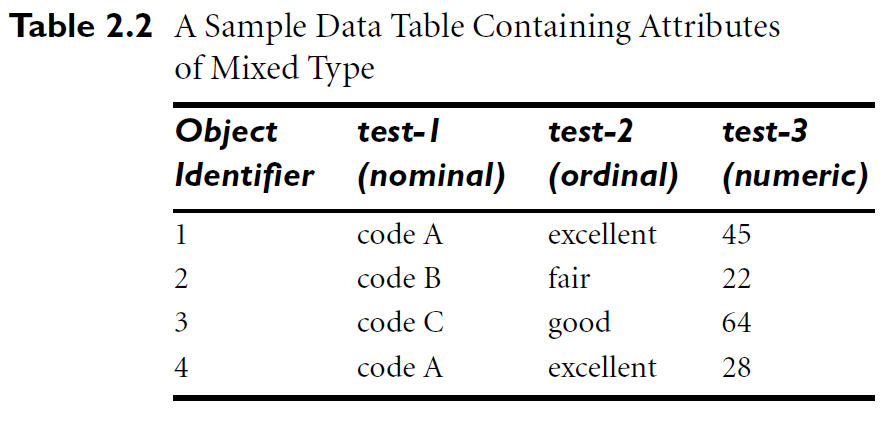 Table 2.2 A Sample Data Table Containing Attributes
of Mixed Type
Object Identifier test-1 (nominal) test-2 (ordinal) test-3 (numeric)
1 code A excellent 45
2 code B fair 22
3 code C good 64
4 code A excellent 28